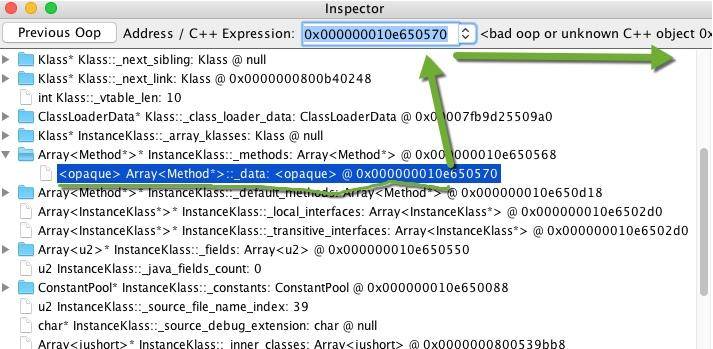 Inspector
Previous Oop Address / C++ Expression: 0x000000010e650570 <bad oop or unknown C++ object 0x
Klass* Klass::_next_sibling: Klass @ null
Klass* Klass::_next_link: Klass @ 0x0000000800b40248
int Klass::_vtable_len: 10
ClassLoaderData* Klass::_class_loader_data: ClassLoaderData @ 0x00007fb9d25509a0
Klass* InstanceKlass::_array_klasses: Klass @ null
Array<Method*>* InstanceKlass::_methods: Array<Method*> @ 0x000000010e650568
<opaque> Array<Method*>::_data: <opaque> @ 0x000000010e650570
Array<Method*>* InstanceKlass::_default_methods: Array<Method*> @ 0x000000010e650d18
Array<InstanceKlass*>* InstanceKlass::_local_interfaces: Array<InstanceKlass*> @ 0x000000010e6502d0
Array<InstanceKlass*>* InstanceKlass::_transitive_interfaces: Array<InstanceKlass*> @ 0x000000010e6502d0
Array<u2>* InstanceKlass::_fields: Array<u2> @ 0x000000010e650550
u2 InstanceKlass::_java_fields_count: 0
ConstantPool* InstanceKlass::_constants: ConstantPool @ 0x000000010e650088
u2 InstanceKlass::_source_file_name_index: 39
char* InstanceKlass::_source_debug_extension: char @ null
Array<jushort>* InstanceKlass::_inner_classes: Array<jushort> @ 0x0000000800539bb8